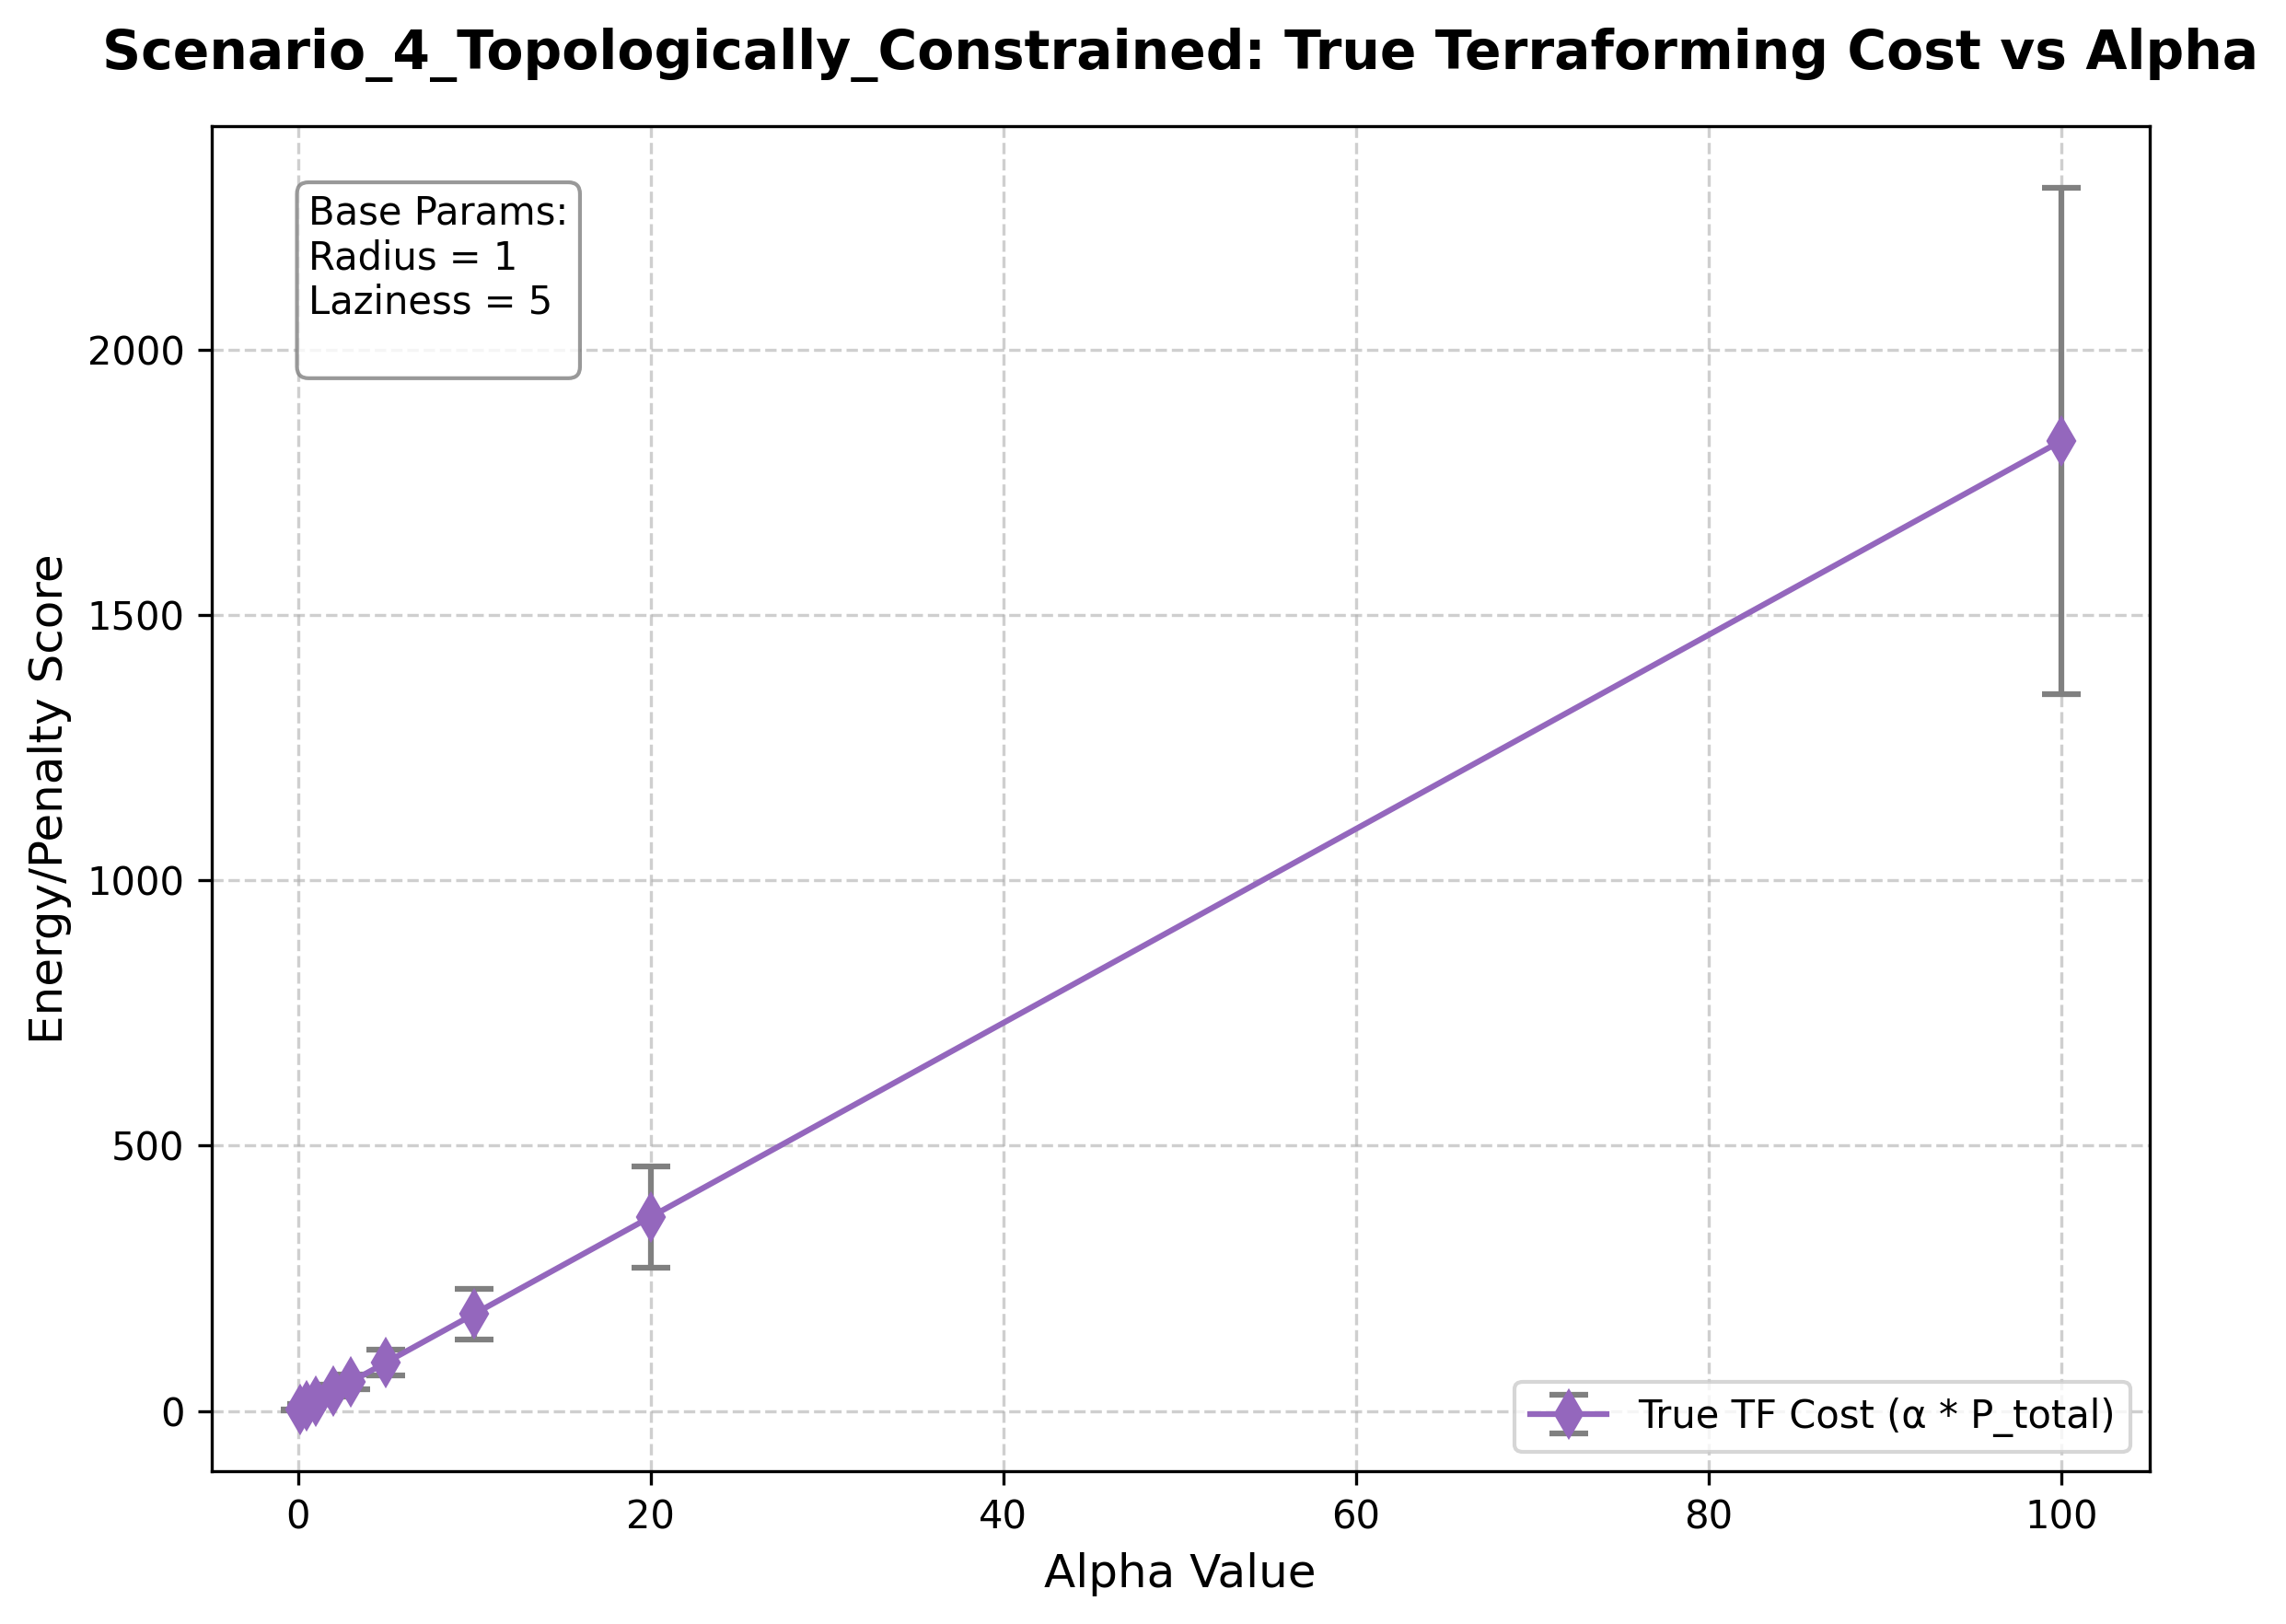 Scenario_4_Topologically_Constrained: True Terraforming Cost vs Alpha
Base Params:
Radius = 1
Laziness = 5
Energy/Penalty Score
2000
1500
1000
500
0
True TF Cost (α * P_total)
0 20 40 60 80 100
Alpha Value